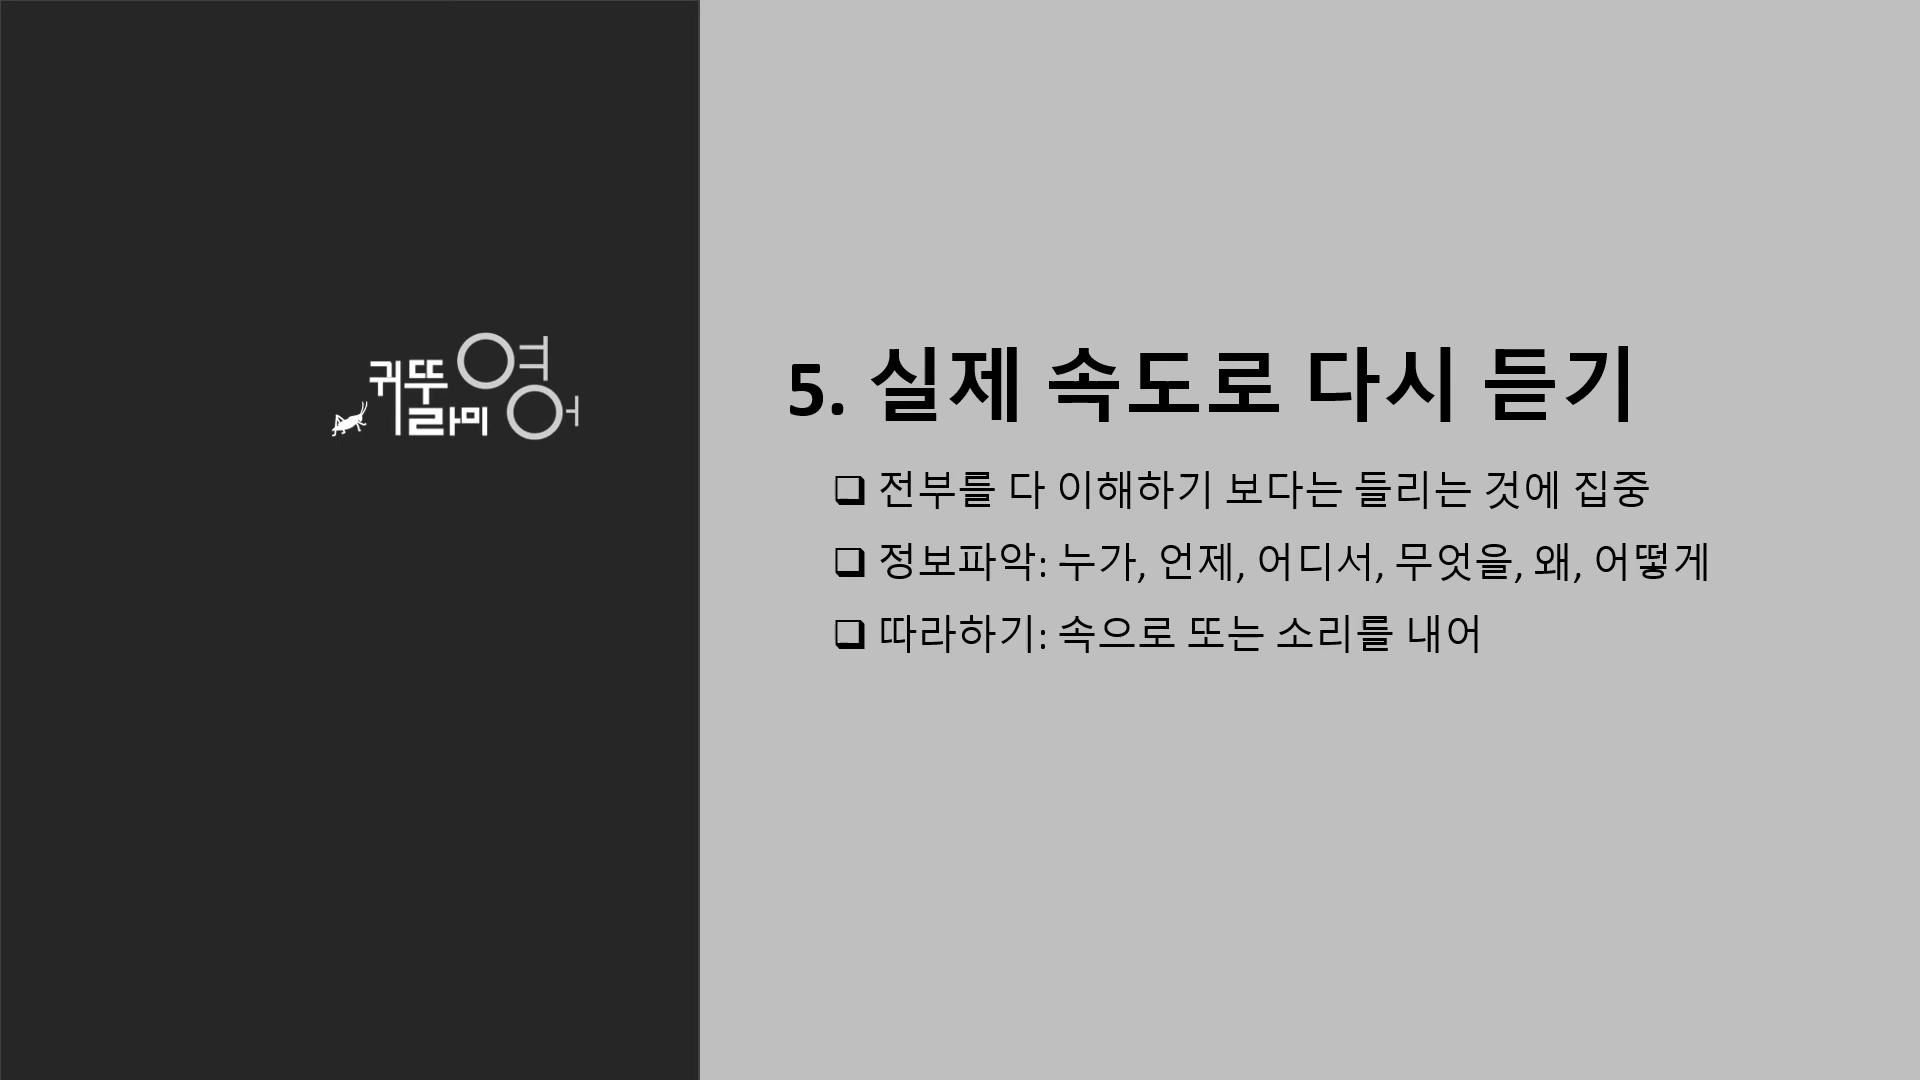 귀뚜라미 영어
5. 실제 속도로 다시 듣기
❏ 전부를 다 이해하기 보다는 들리는 것에 집중
❏ 정보파악: 누가, 언제, 어디서, 무엇을, 왜, 어떻게
❏ 따라하기: 속으로 또는 소리를 내어